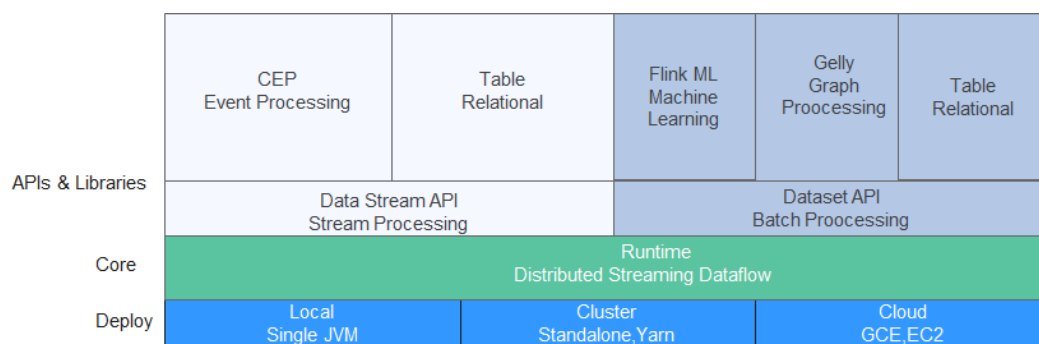 CEP
Event Processing
Table
Relational
Flink ML
Machine
Learning
Gelly
Graph
Proocessing
Table
Relational
APIs & Libraries
Data Stream API
Stream Processing
Dataset API
Batch Proocessing
Core
Runtime
Distributed Streaming Dataflow
Deploy
Local
Single JVM
Cluster
Standalone,Yarn
Cloud
GCE,EC2